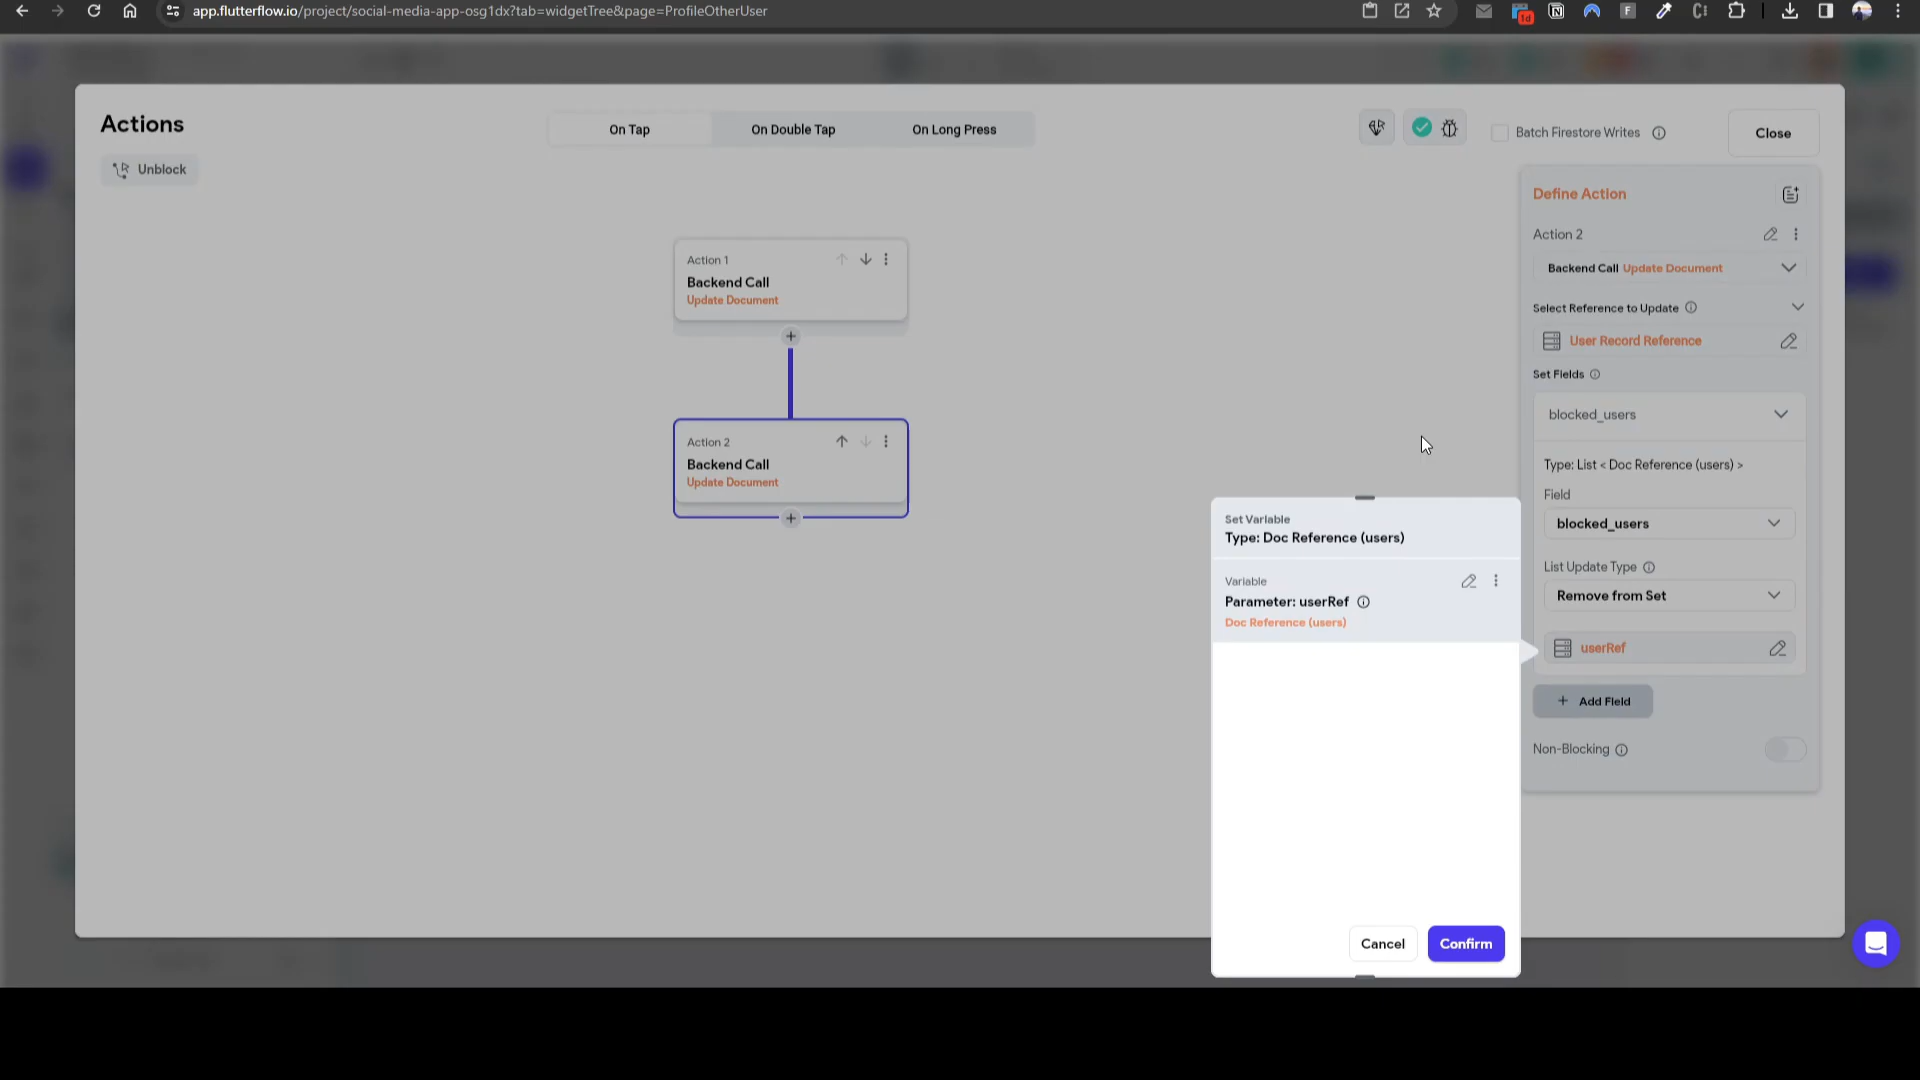 app.flutterflow.io/project/social-media-app-osg1dx?tab=widgetTree&page=ProfileOtherUser
1d
Actions
On Tap
On Double Tap
On Long Press
Batch Firestore Writes
Close
Unblock
Define Action
Action 2
Backend Call Update Document
Select Reference to Update
User Record Reference
Set Fields
blocked_users
Type: List < Doc Reference (users) >
Field
blocked_users
List Update Type
Remove from Set
userRef
+ Add Field
Non-Blocking
Action 1
Backend Call
Update Document
Action 2
Backend Call
Update Document
Set Variable
Type: Doc Reference (users)
Variable
Parameter: userRef
Doc Reference (users)
Cancel
Confirm